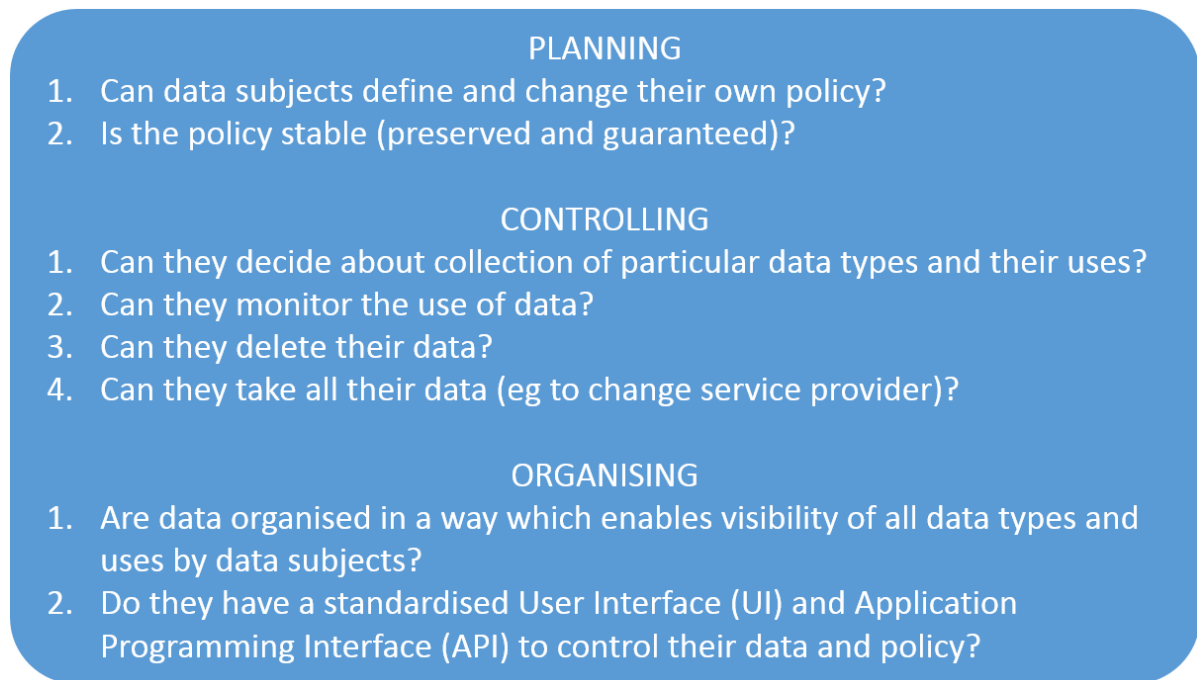 PLANNING
1. Can data subjects define and change their own policy?
2. Is the policy stable (preserved and guaranteed)?
CONTROLLING
1. Can they decide about collection of particular data types and their uses?
2. Can they monitor the use of data?
3. Can they delete their data?
4. Can they take all their data (eg to change service provider)?
ORGANISING
1. Are data organised in a way which enables visibility of all data types and
uses by data subjects?
2. Do they have a standardised User Interface (UI) and Application
Programming Interface (API) to control their data and policy?